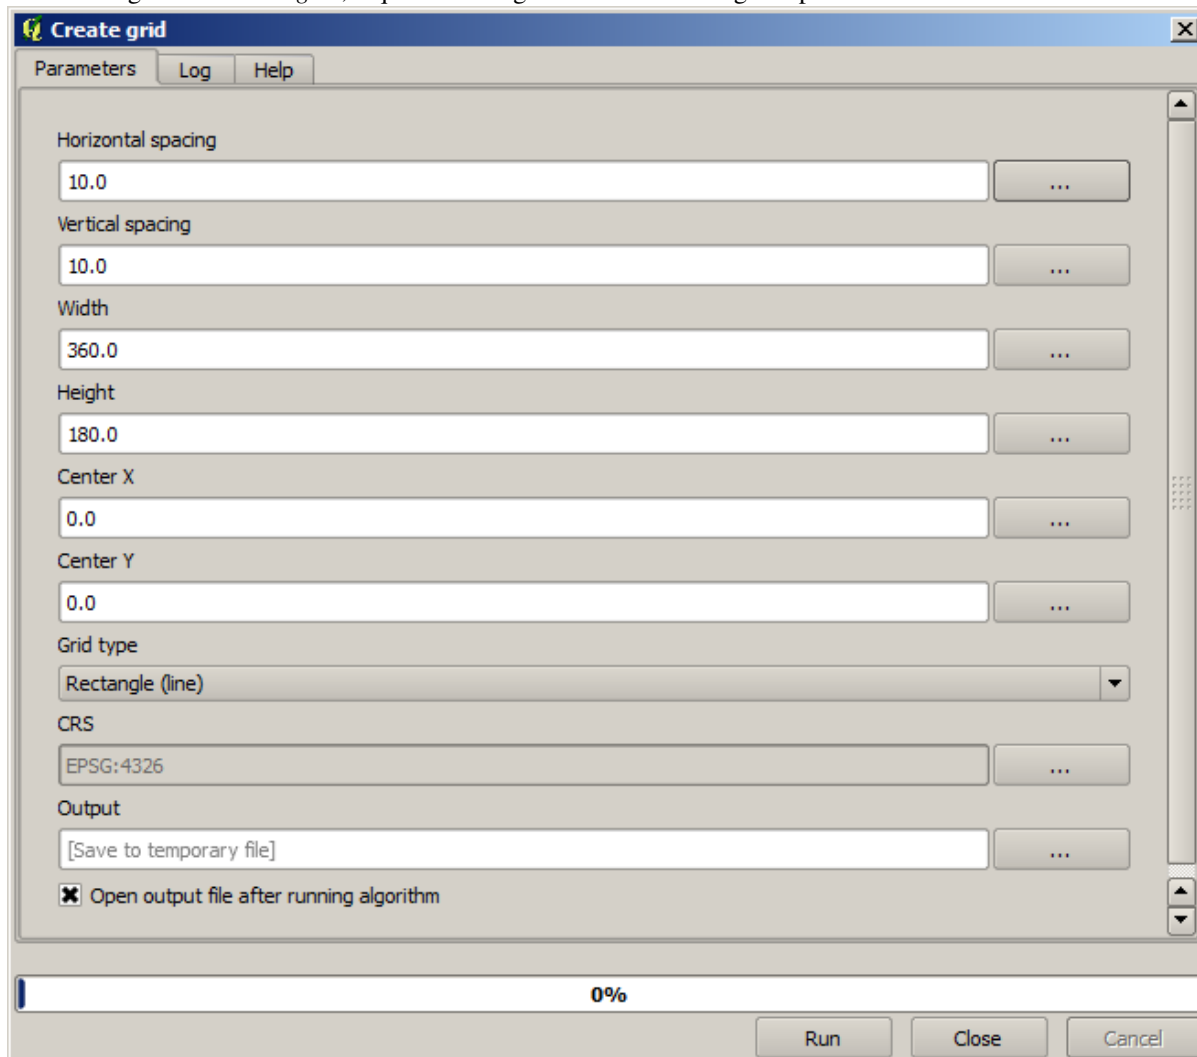 Create grid
Parameters Log Help
Horizontal spacing
10.0 ...
Vertical spacing
10.0 ...
Width
360.0 ...
Height
180.0 ...
Center X
0.0 ...
Center Y
0.0 ...
Grid type
Rectangle (line)
CRS
EPSG:4326 ...
Output
[Save to temporary file] ...
Open output file after running algorithm
0%
Run Close Cancel